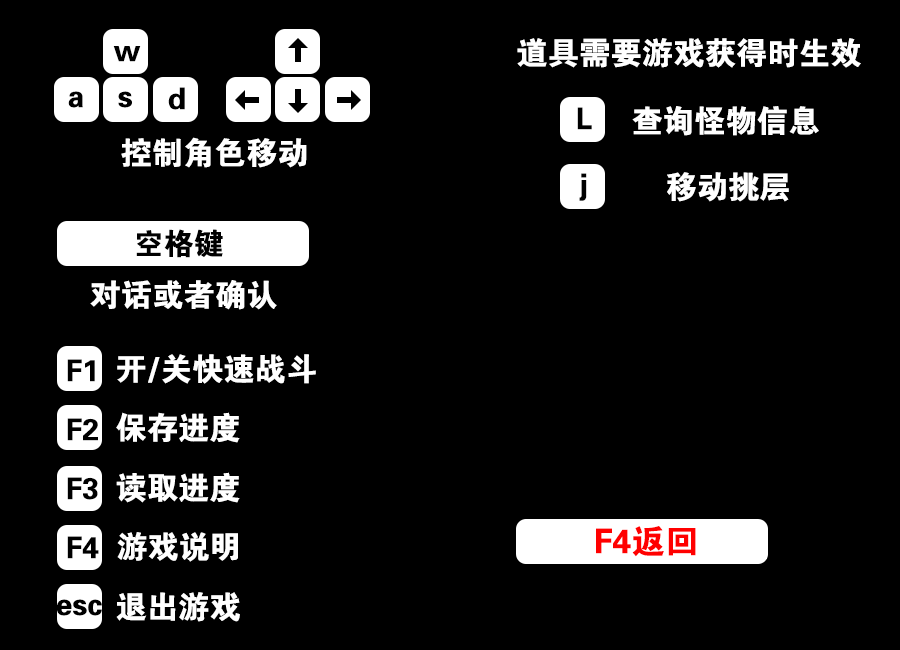 w
a s d
↑
← ↓ →
控制角色移动
空格键
对话或者确认
F1 开/关快速战斗
F2 保存进度
F3 读取进度
F4 游戏说明
esc 退出游戏
道具需要游戏获得时生效
L 查询怪物信息
j 移动挑层
F4返回